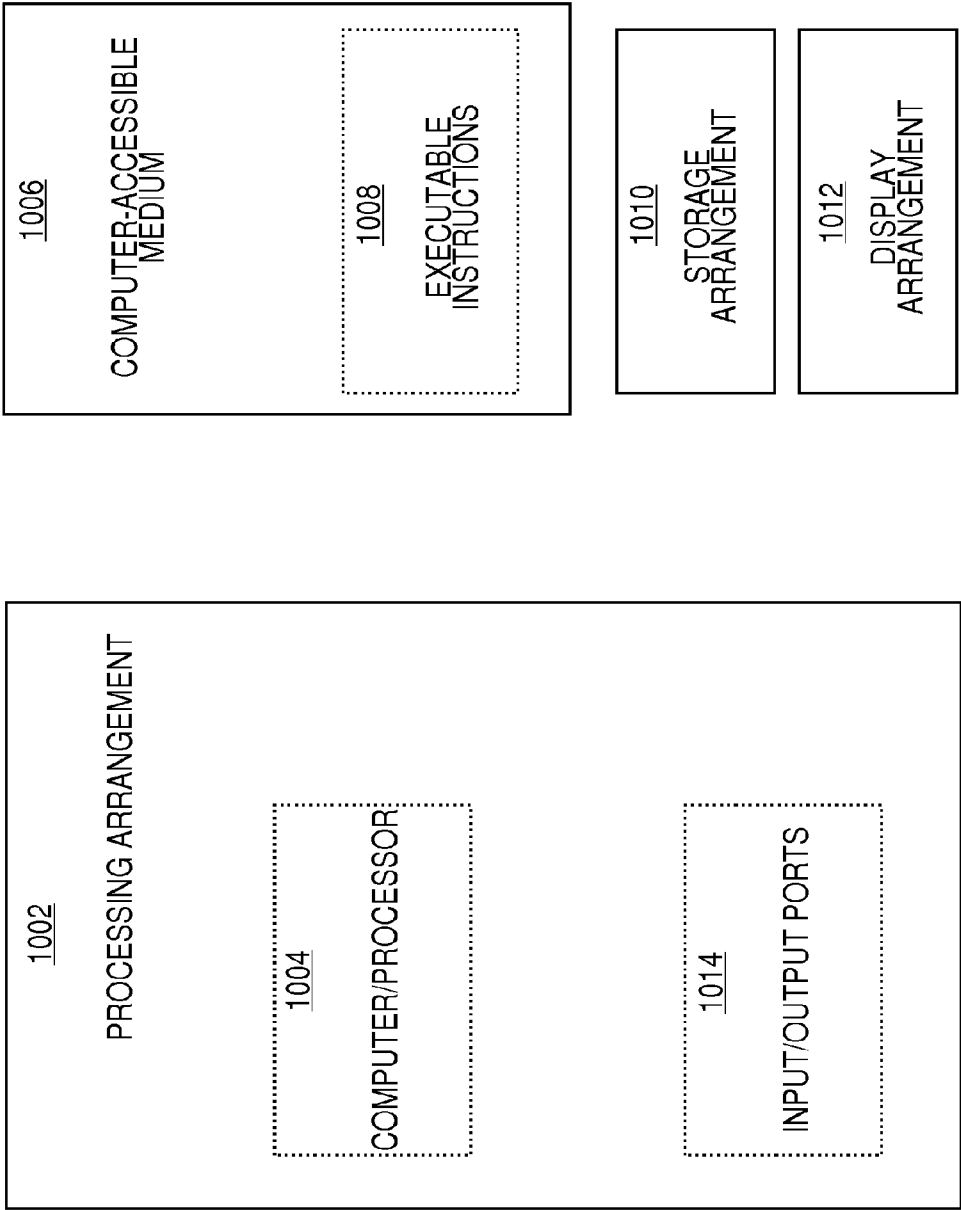 1002
PROCESSING ARRANGEMENT
1004
COMPUTER/PROCESSOR
1014
INPUT/OUTPUT PORTS
1006
COMPUTER-ACCESSIBLE
MEDIUM
1008
EXECUTABLE
INSTRUCTIONS
1010
STORAGE
ARRANGEMENT
1012
DISPLAY
ARRANGEMENT